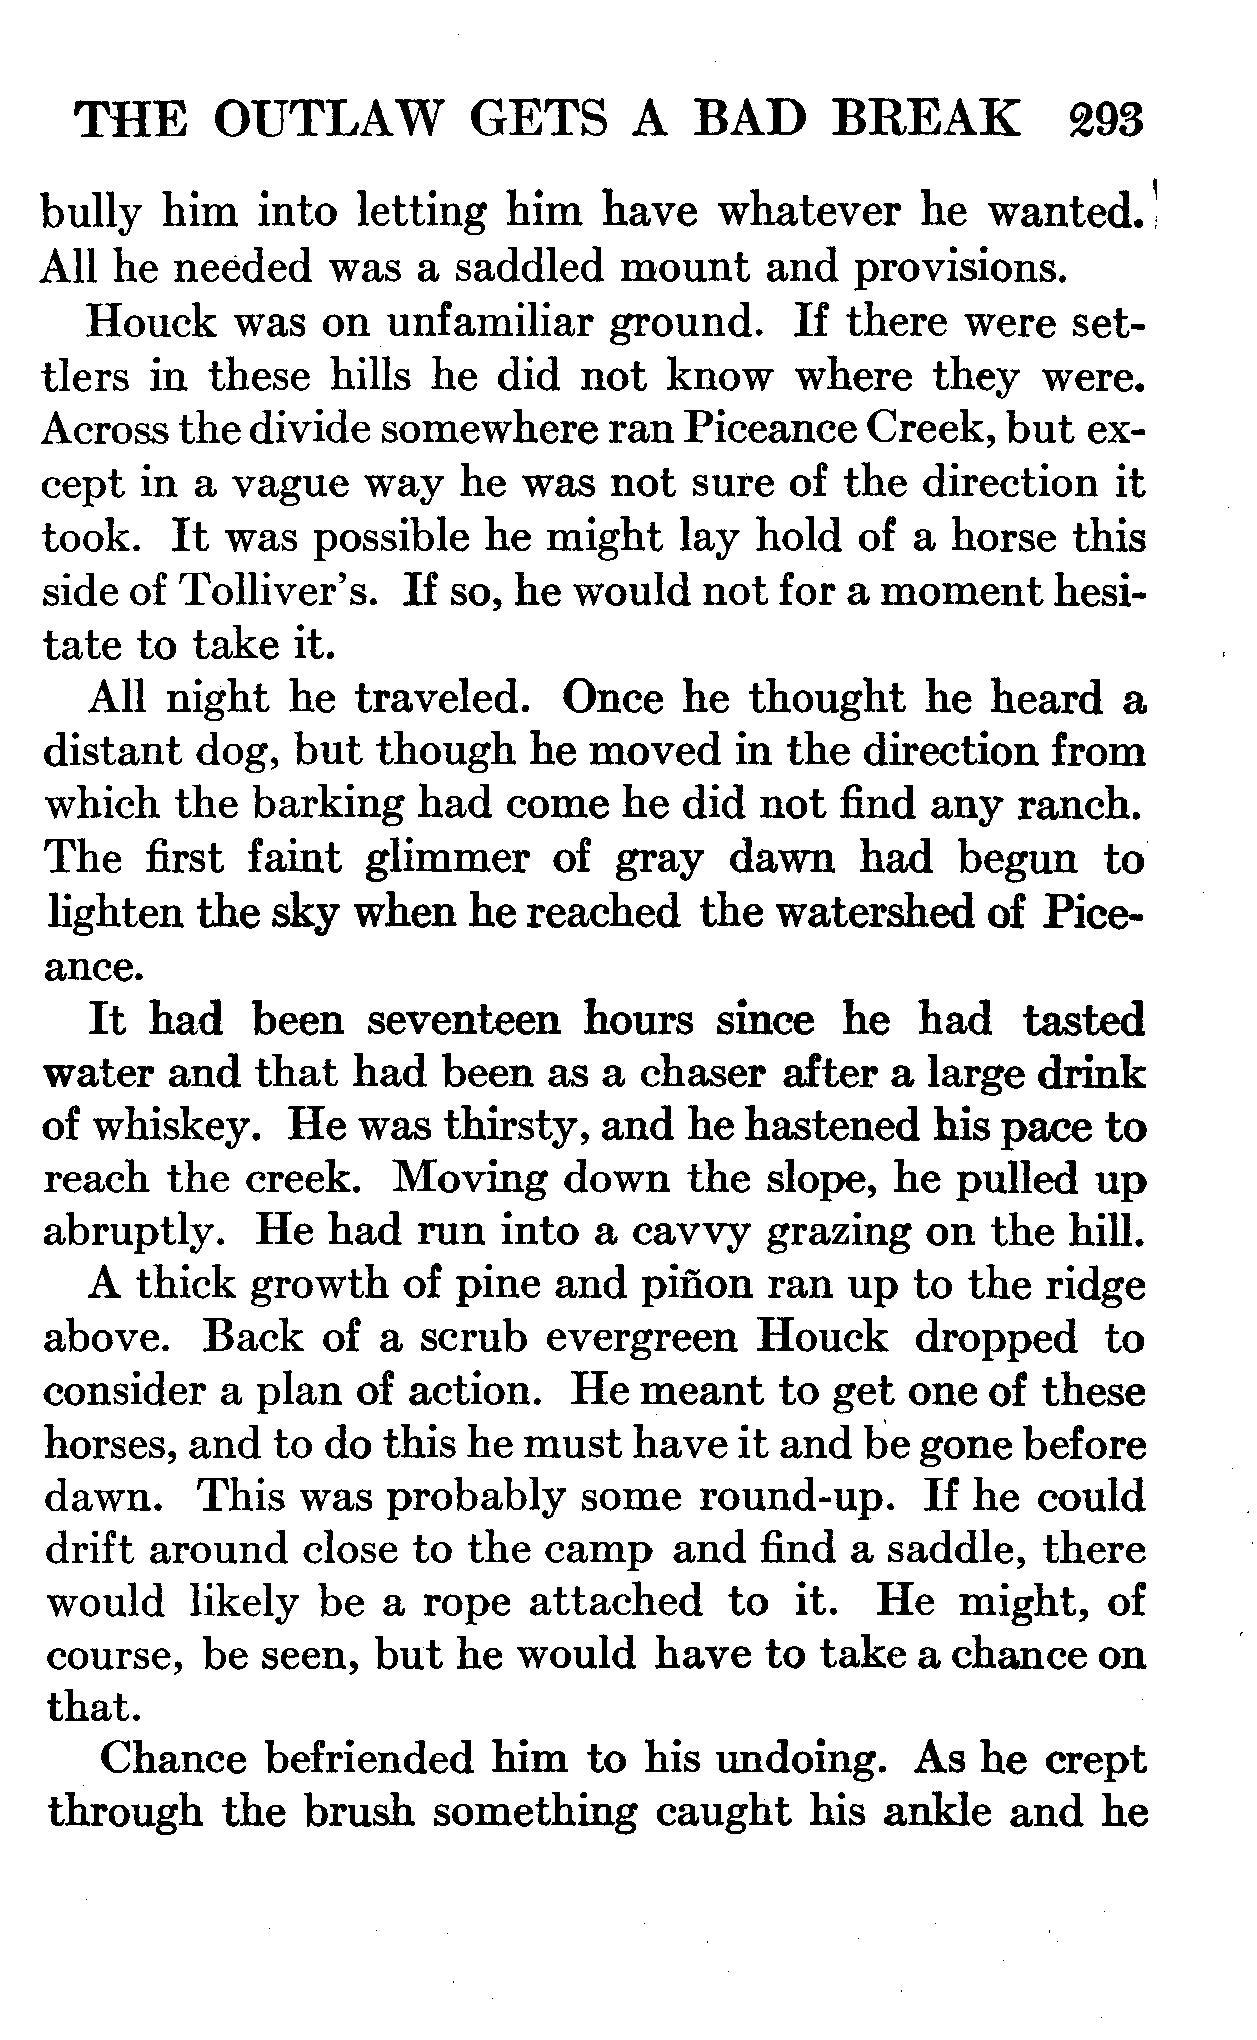 THE OUTLAW GETS A BAD BREAK 293
bully him into letting him have whatever he wanted.
All he needed was a saddled mount and provisions.
Houck was on unfamiliar ground. If there were set-
tlers in these hills he did not know where they were.
Across the divide somewhere ran Piceance Creek, but ex-
cept in a vague way he was not sure of the direction it
took. It was possible he might lay hold of a horse this
side of Tolliver's. If so, he would not for a moment hesi-
tate to take it.
All night he traveled. Once he thought he heard a
distant dog, but though he moved in the direction from
which the barking had come he did not find any ranch.
The first faint glimmer of gray dawn had begun to
lighten the sky when he reached the watershed of Pice-
ance.
It had been seventeen hours since he had tasted
water and that had been as a chaser after a large drink
of whiskey. He was thirsty, and he hastened his pace to
reach the creek. Moving down the slope, he pulled up
abruptly. He had run into a cavvy grazing on the hill.
A thick growth of pine and piñon ran up to the ridge
above. Back of a scrub evergreen Houck dropped to
consider a plan of action. He meant to get one of these
horses, and to do this he must have it and be gone before
dawn. This was probably some round-up. If he could
drift around close to the camp and find a saddle, there
would likely be a rope attached to it. He might, of
course, be seen, but he would have to take a chance on
that.
Chance befriended him to his undoing. As he crept
through the brush something caught his ankle and he